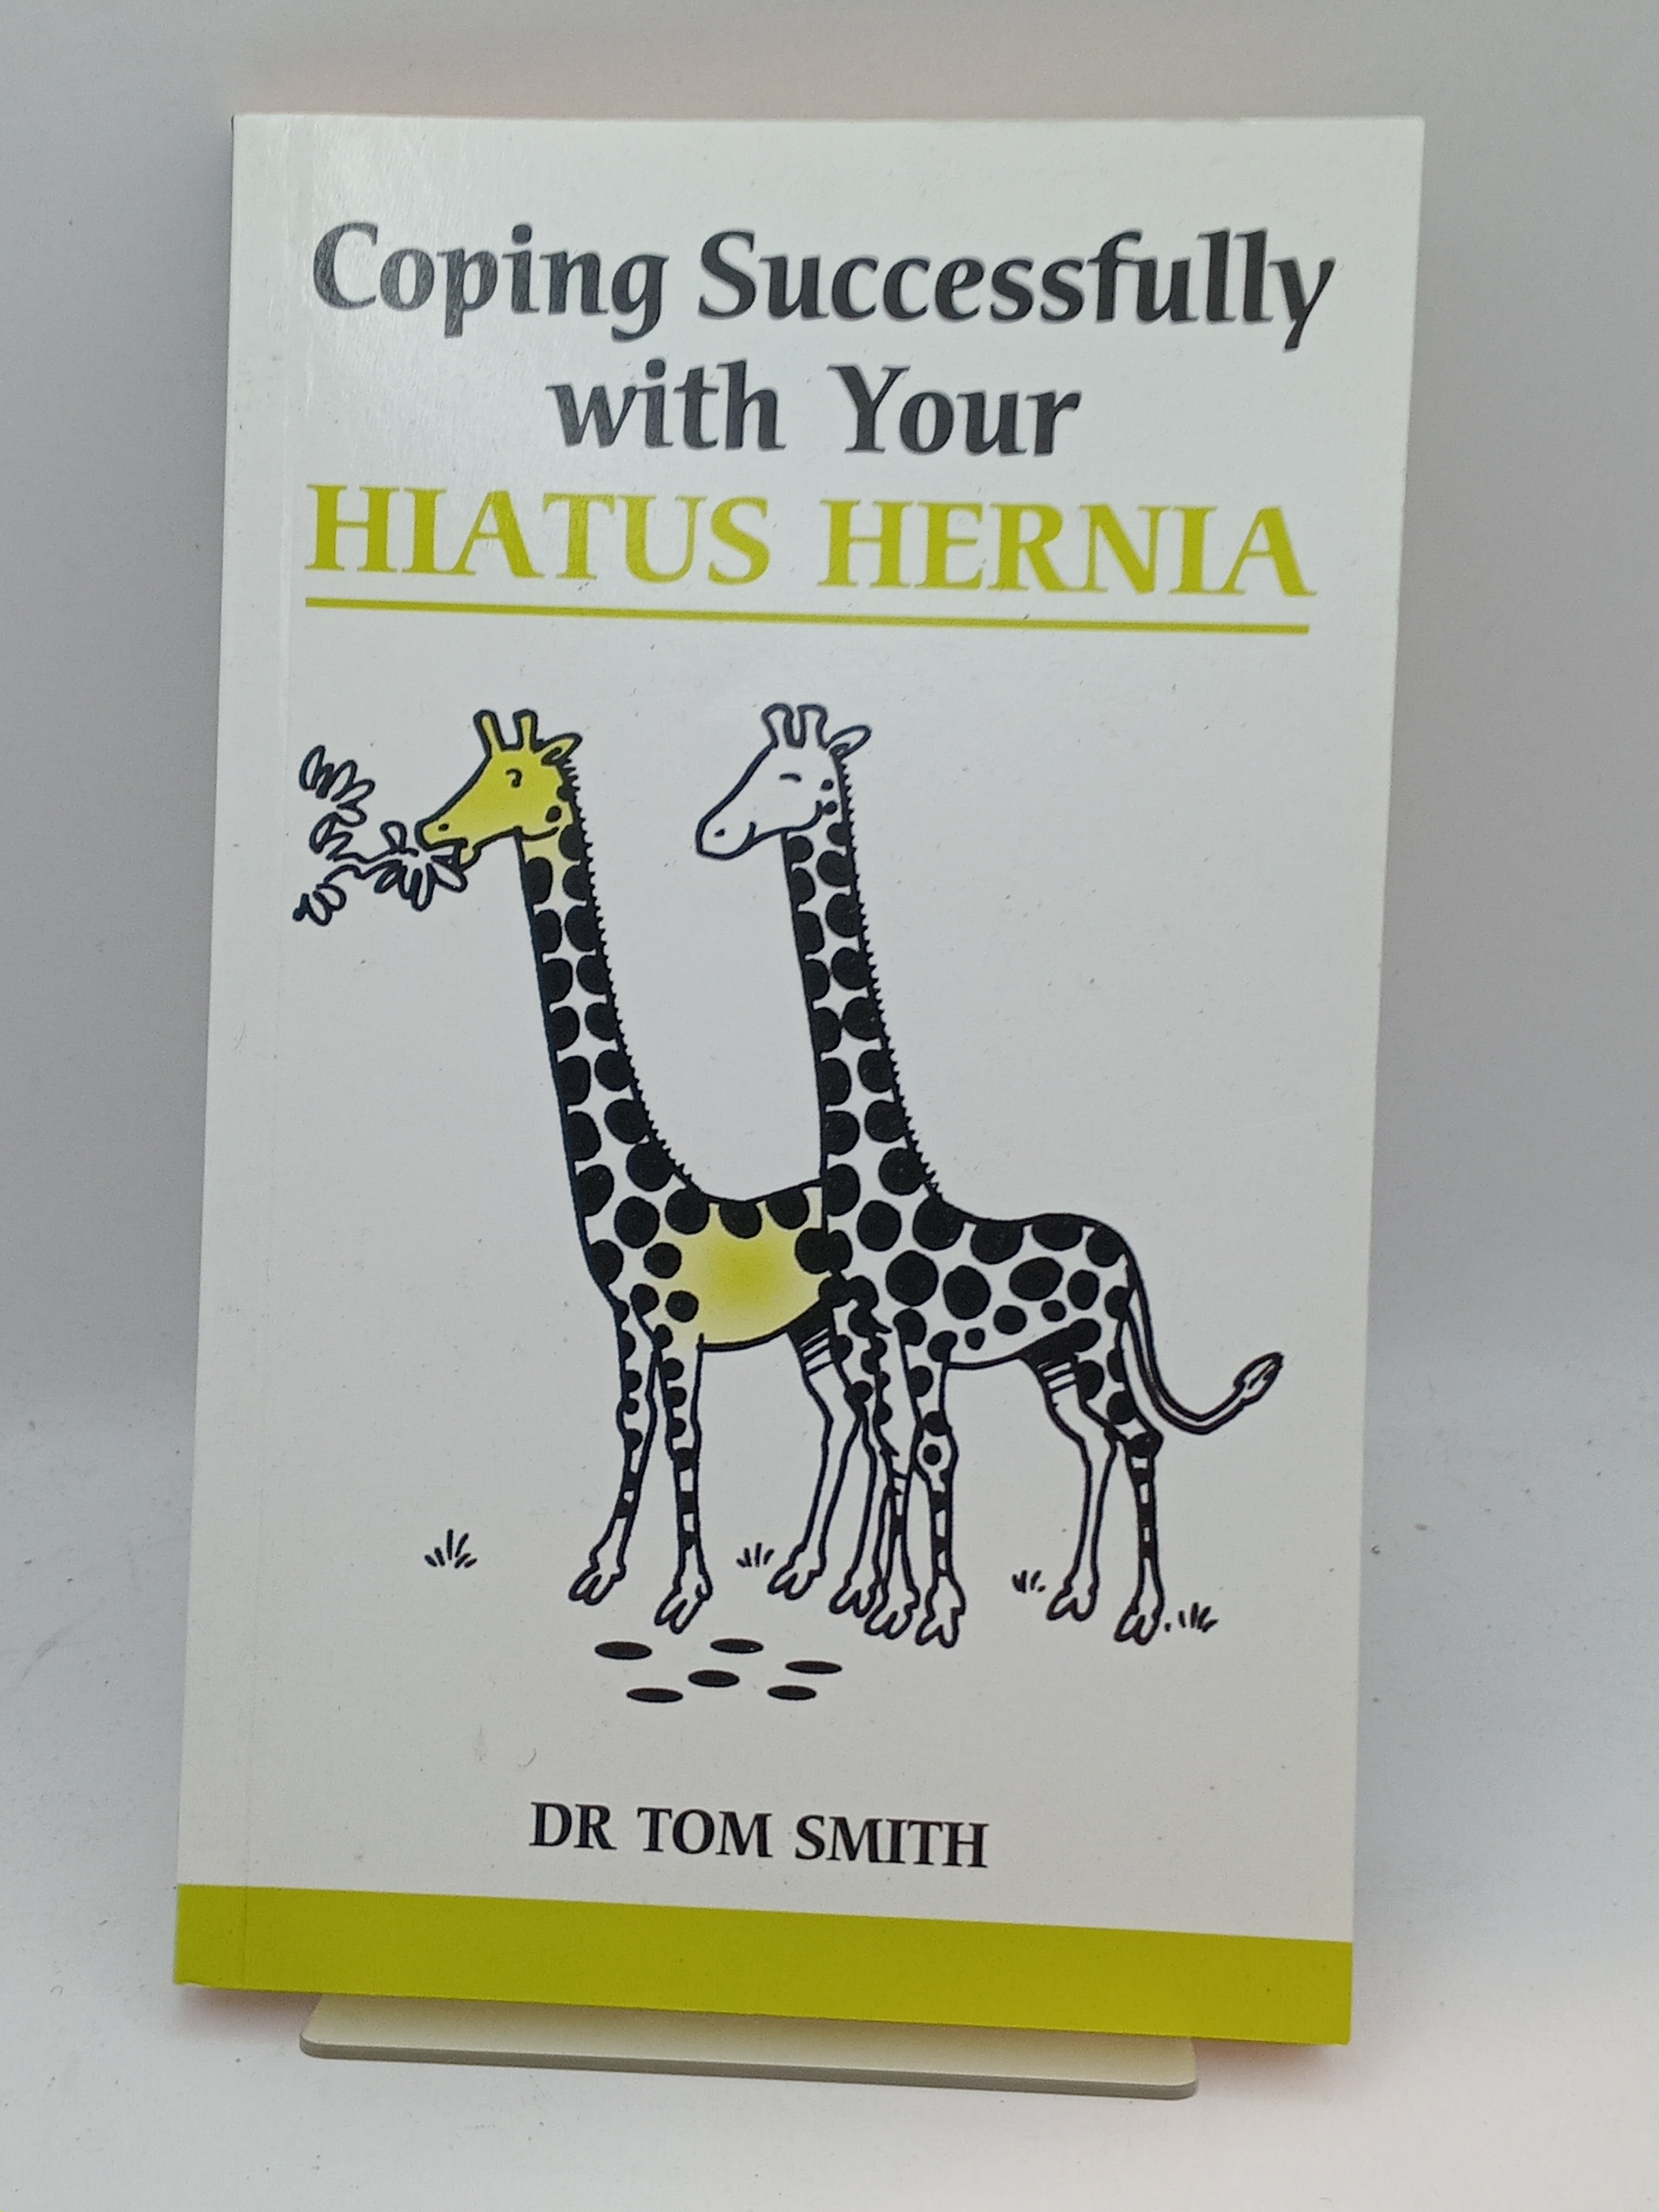 Coping Successfully
with Your
HIATUS HERNIA
DR TOM SMITH